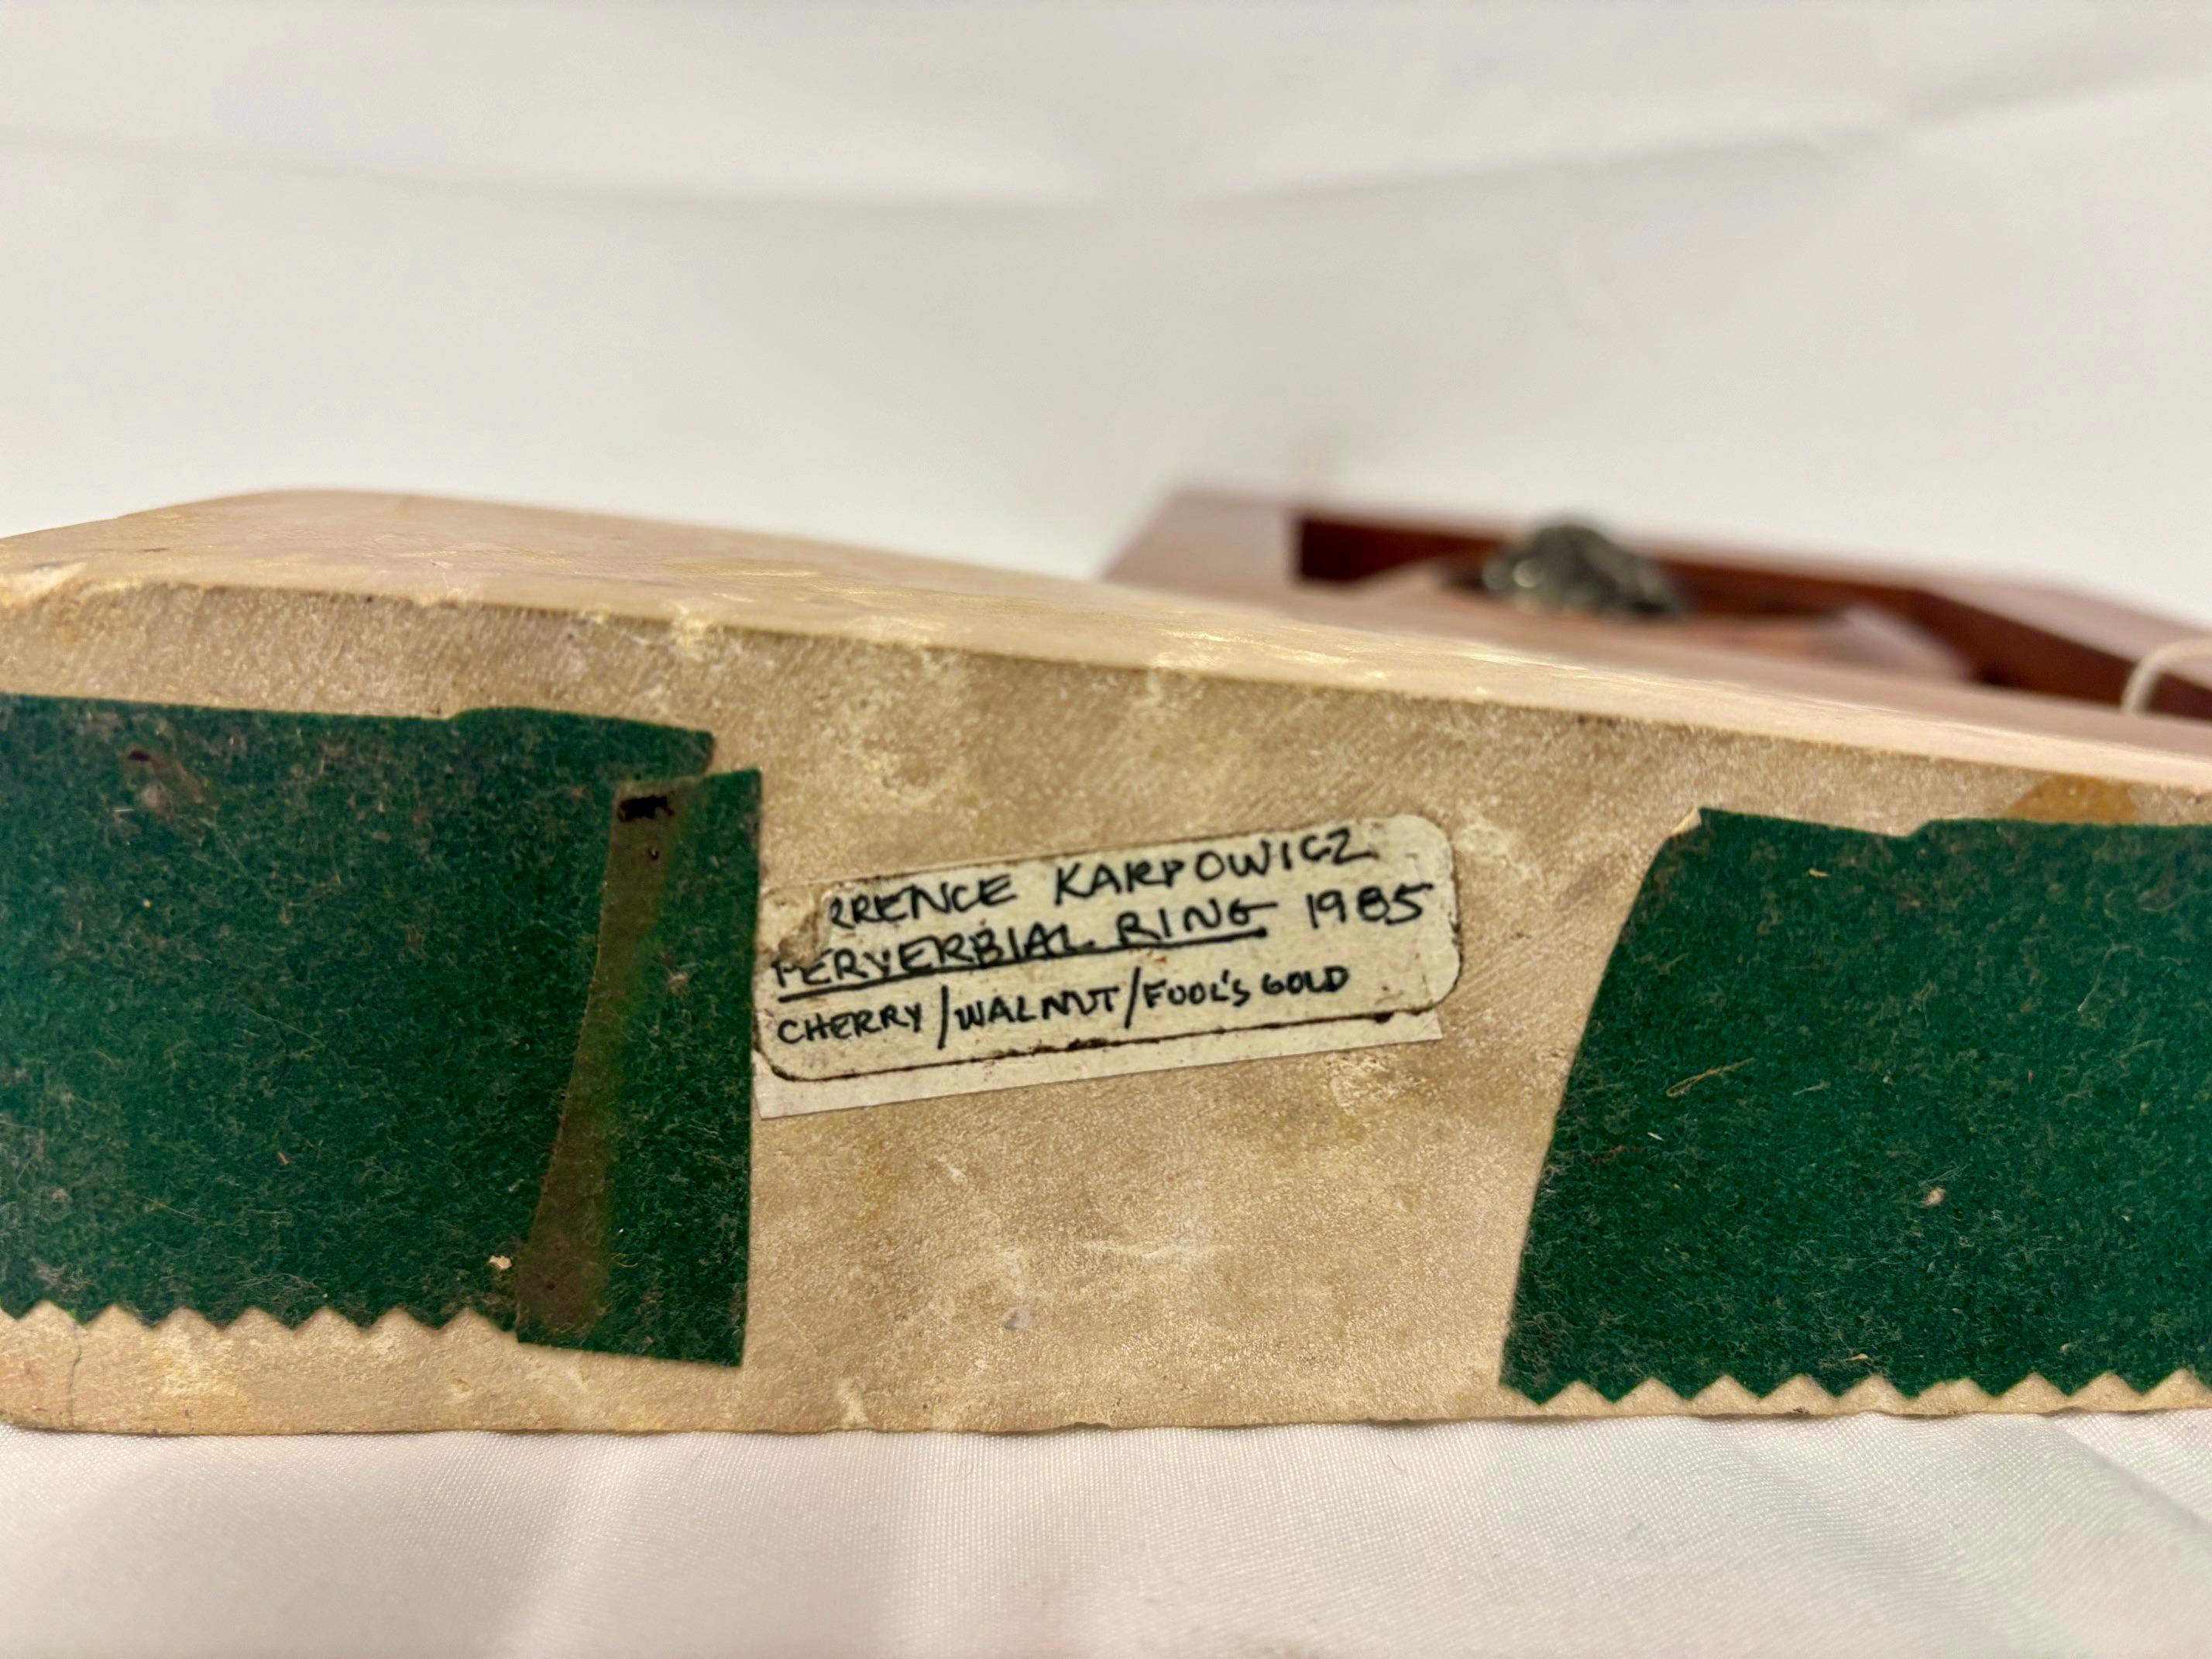 RRENCE KARPOWICZ
PERVERBIAL RING 1985
CHERRY/WALNUT/FOOL'S GOLD